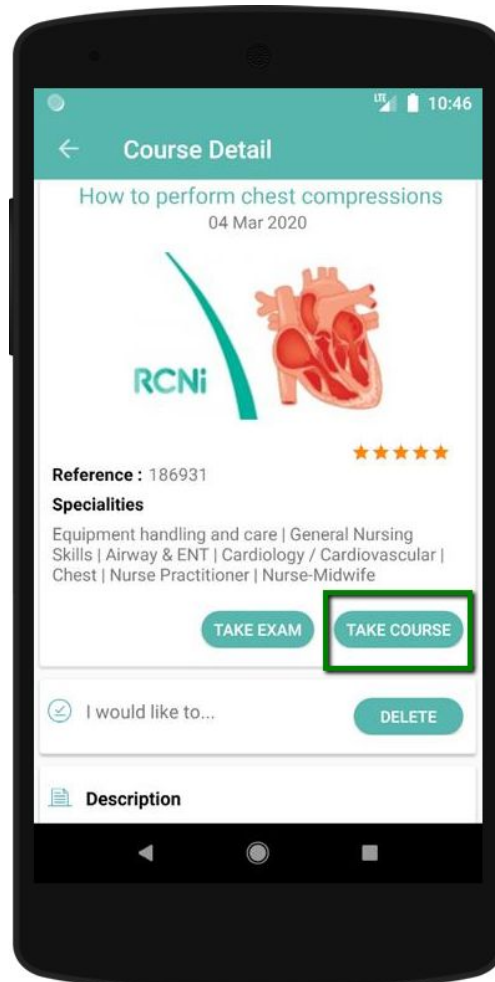 LTE 10:46
Course Detail
How to perform chest compressions
04 Mar 2020
RCNi
Reference : 186931
Specialities
Equipment handling and care | General Nursing
Skills | Airway & ENT | Cardiology / Cardiovascular |
Chest | Nurse Practitioner | Nurse-Midwife
TAKE EXAM TAKE COURSE
I would like to... DELETE
Description